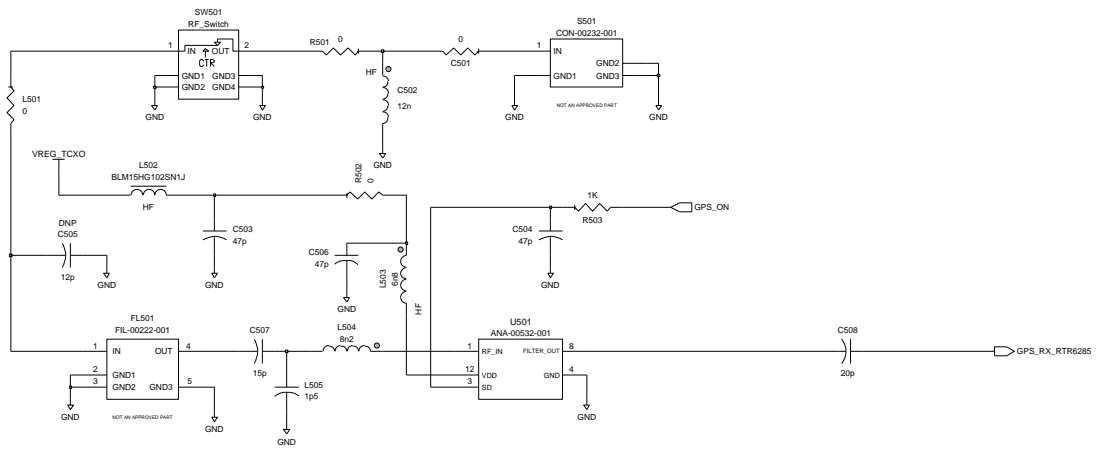 SW501
RF_Switch
1
IN
OUT
2
CTR
GND1
GND2
GND3
GND4
GND
GND
R501
0
0
C501
HF
C502
12n
GND
S501
CON-00232-001
1
IN
GND1
GND2
GND3
GND
GND
NOT AN APPROVED PART
L501
0
VREG_TCXO
L502
BLM15HG102SN1J
HF
R502
0
C503
47p
GND
DNP
C505
12p
GND
C506
47p
GND
L503
6n8
HF
1K
R503
GPS_ON
C504
47p
GND
FL501
FIL-00222-001
1
IN
OUT
4
2
GND1
3
GND2
GND3
5
GND
GND
NOT AN APPROVED PART
C507
15p
L504
8n2
L505
1p5
GND
U501
ANA-00532-001
1
RF_IN
FILTER_OUT
8
12
VDD
GND
4
3
SD
GND
C508
20p
GPS_RX_RTR6285